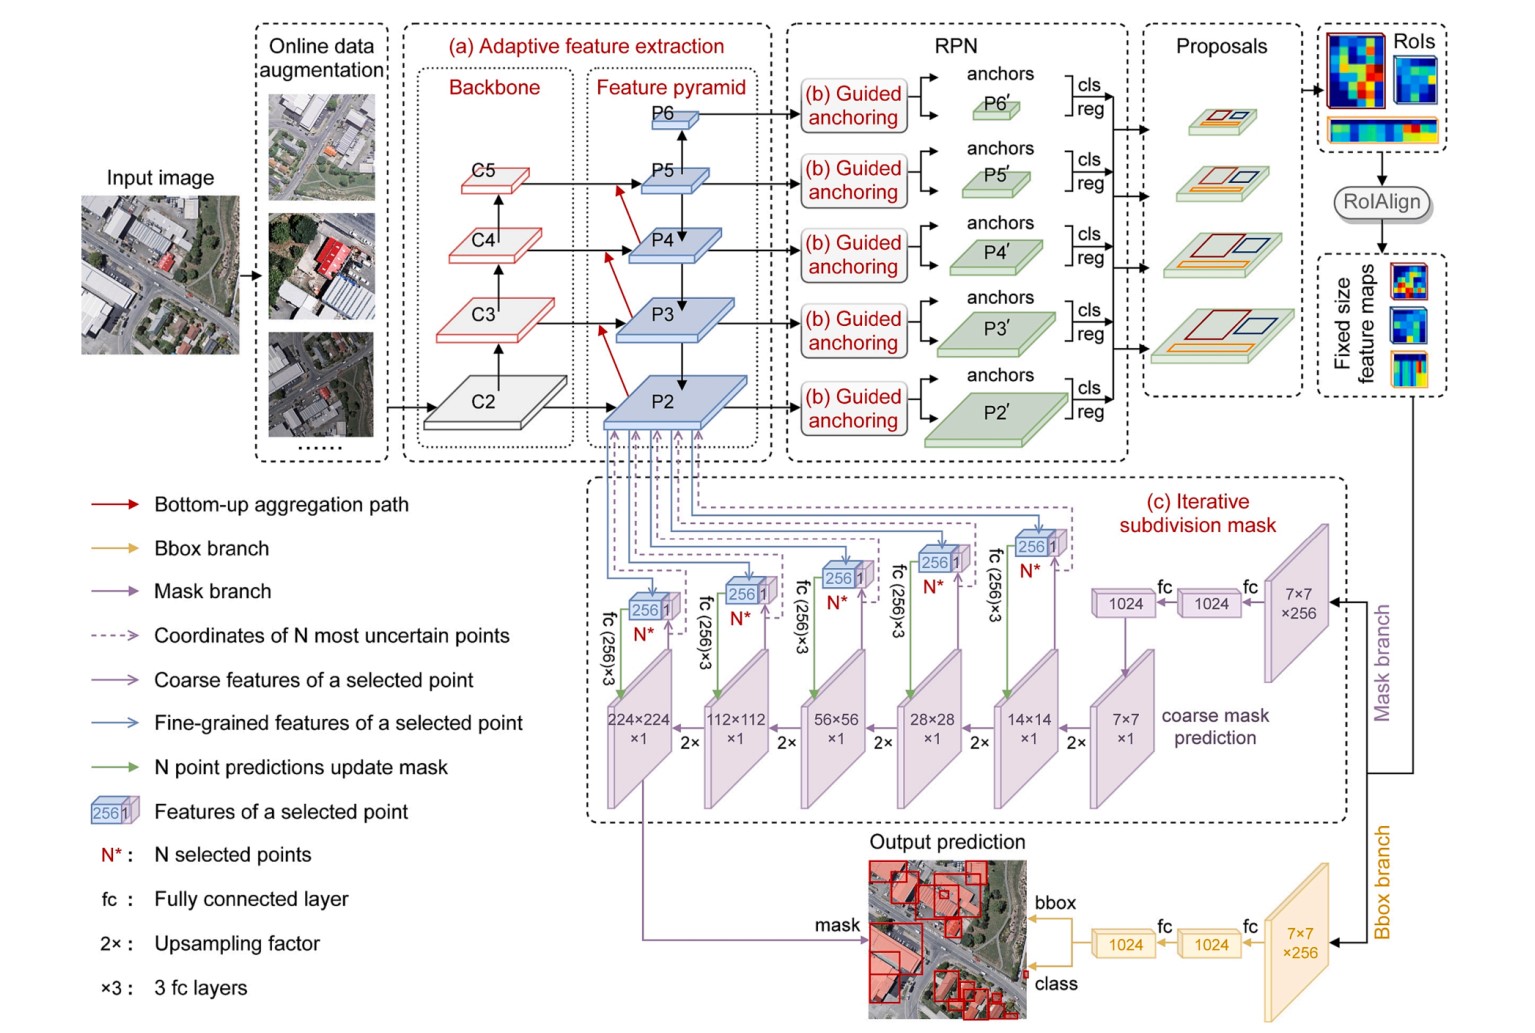 Input image
Online data
augmentation
......
(a) Adaptive feature extraction
Backbone
C5
C4
C3
C2
Feature pyramid
P6
P5
P4
P3
P2
RPN
(b) Guided
anchoring
anchors
P6′
cls
reg
(b) Guided
anchoring
anchors
P5′
cls
reg
(b) Guided
anchoring
anchors
P4′
cls
reg
(b) Guided
anchoring
anchors
P3′
cls
reg
(b) Guided
anchoring
anchors
P2′
cls
reg
Proposals
RoIs
RoIAlign
Fixed size
feature maps
Bottom-up aggregation path
Bbox branch
Mask branch
Coordinates of N most uncertain points
Coarse features of a selected point
Fine-grained features of a selected point
N point predictions update mask
256 1 Features of a selected point
N* : N selected points
fc : Fully connected layer
2× : Upsampling factor
×3 : 3 fc layers
(c) Iterative
subdivision mask
256 1
N*
fc (256)×3
256 1
N*
fc (256)×3
256 1
N*
fc (256)×3
256 1
N*
fc (256)×3
256 1
N*
fc (256)×3
1024
fc
1024
fc
7×7
×256
224×224
×1
2×
112×112
×1
2×
56×56
×1
2×
28×28
×1
2×
14×14
×1
2×
7×7
×1
coarse mask
prediction
Mask branch
Bbox branch
Output prediction
mask
bbox
class
1024
fc
1024
fc
7×7
×256